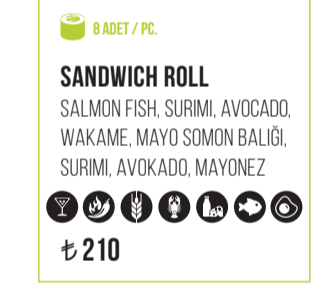 8 ADET / PC.
SANDWICH ROLL
SALMON FISH, SURIMI, AVOCADO,
WAKAME, MAYO SOMON BALIĞI,
SURIMI, AVOKADO, MAYONEZ
₺ 210